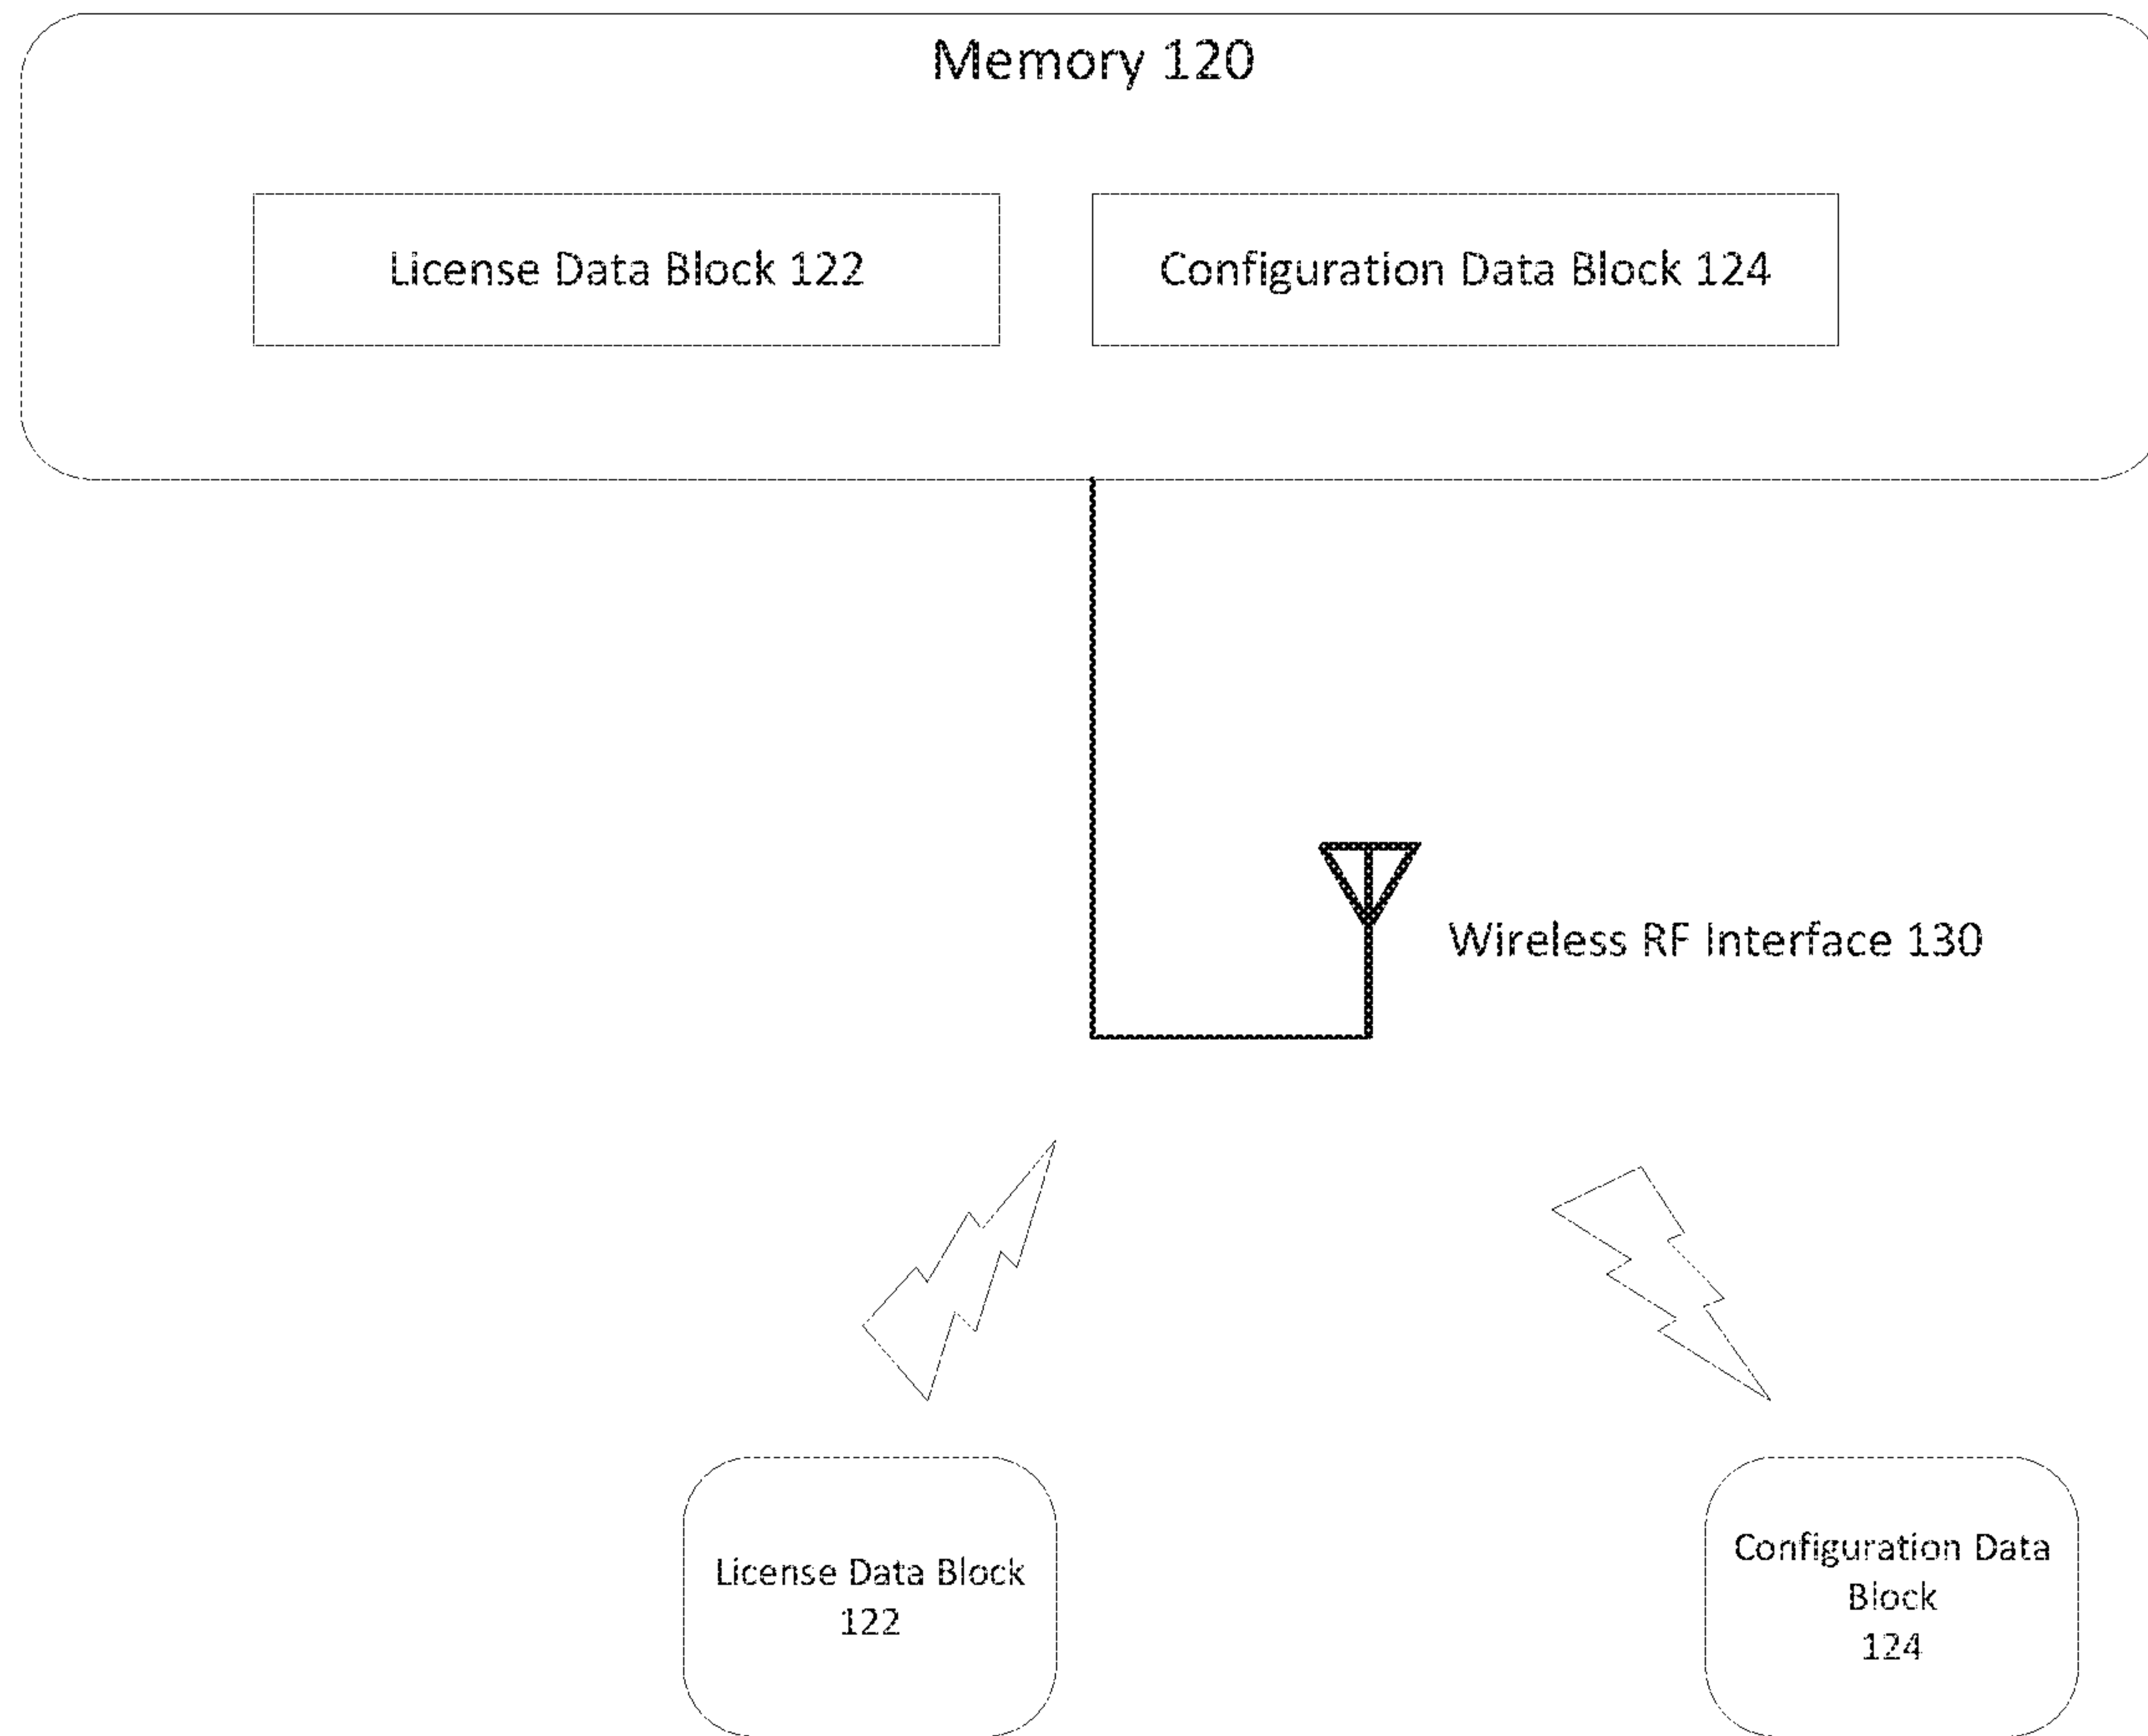 Memory 120
License Data Block 122
Configuration Data Block 124
Wireless RF Interface 130
License Data Block
122
Configuration Data
Block
124